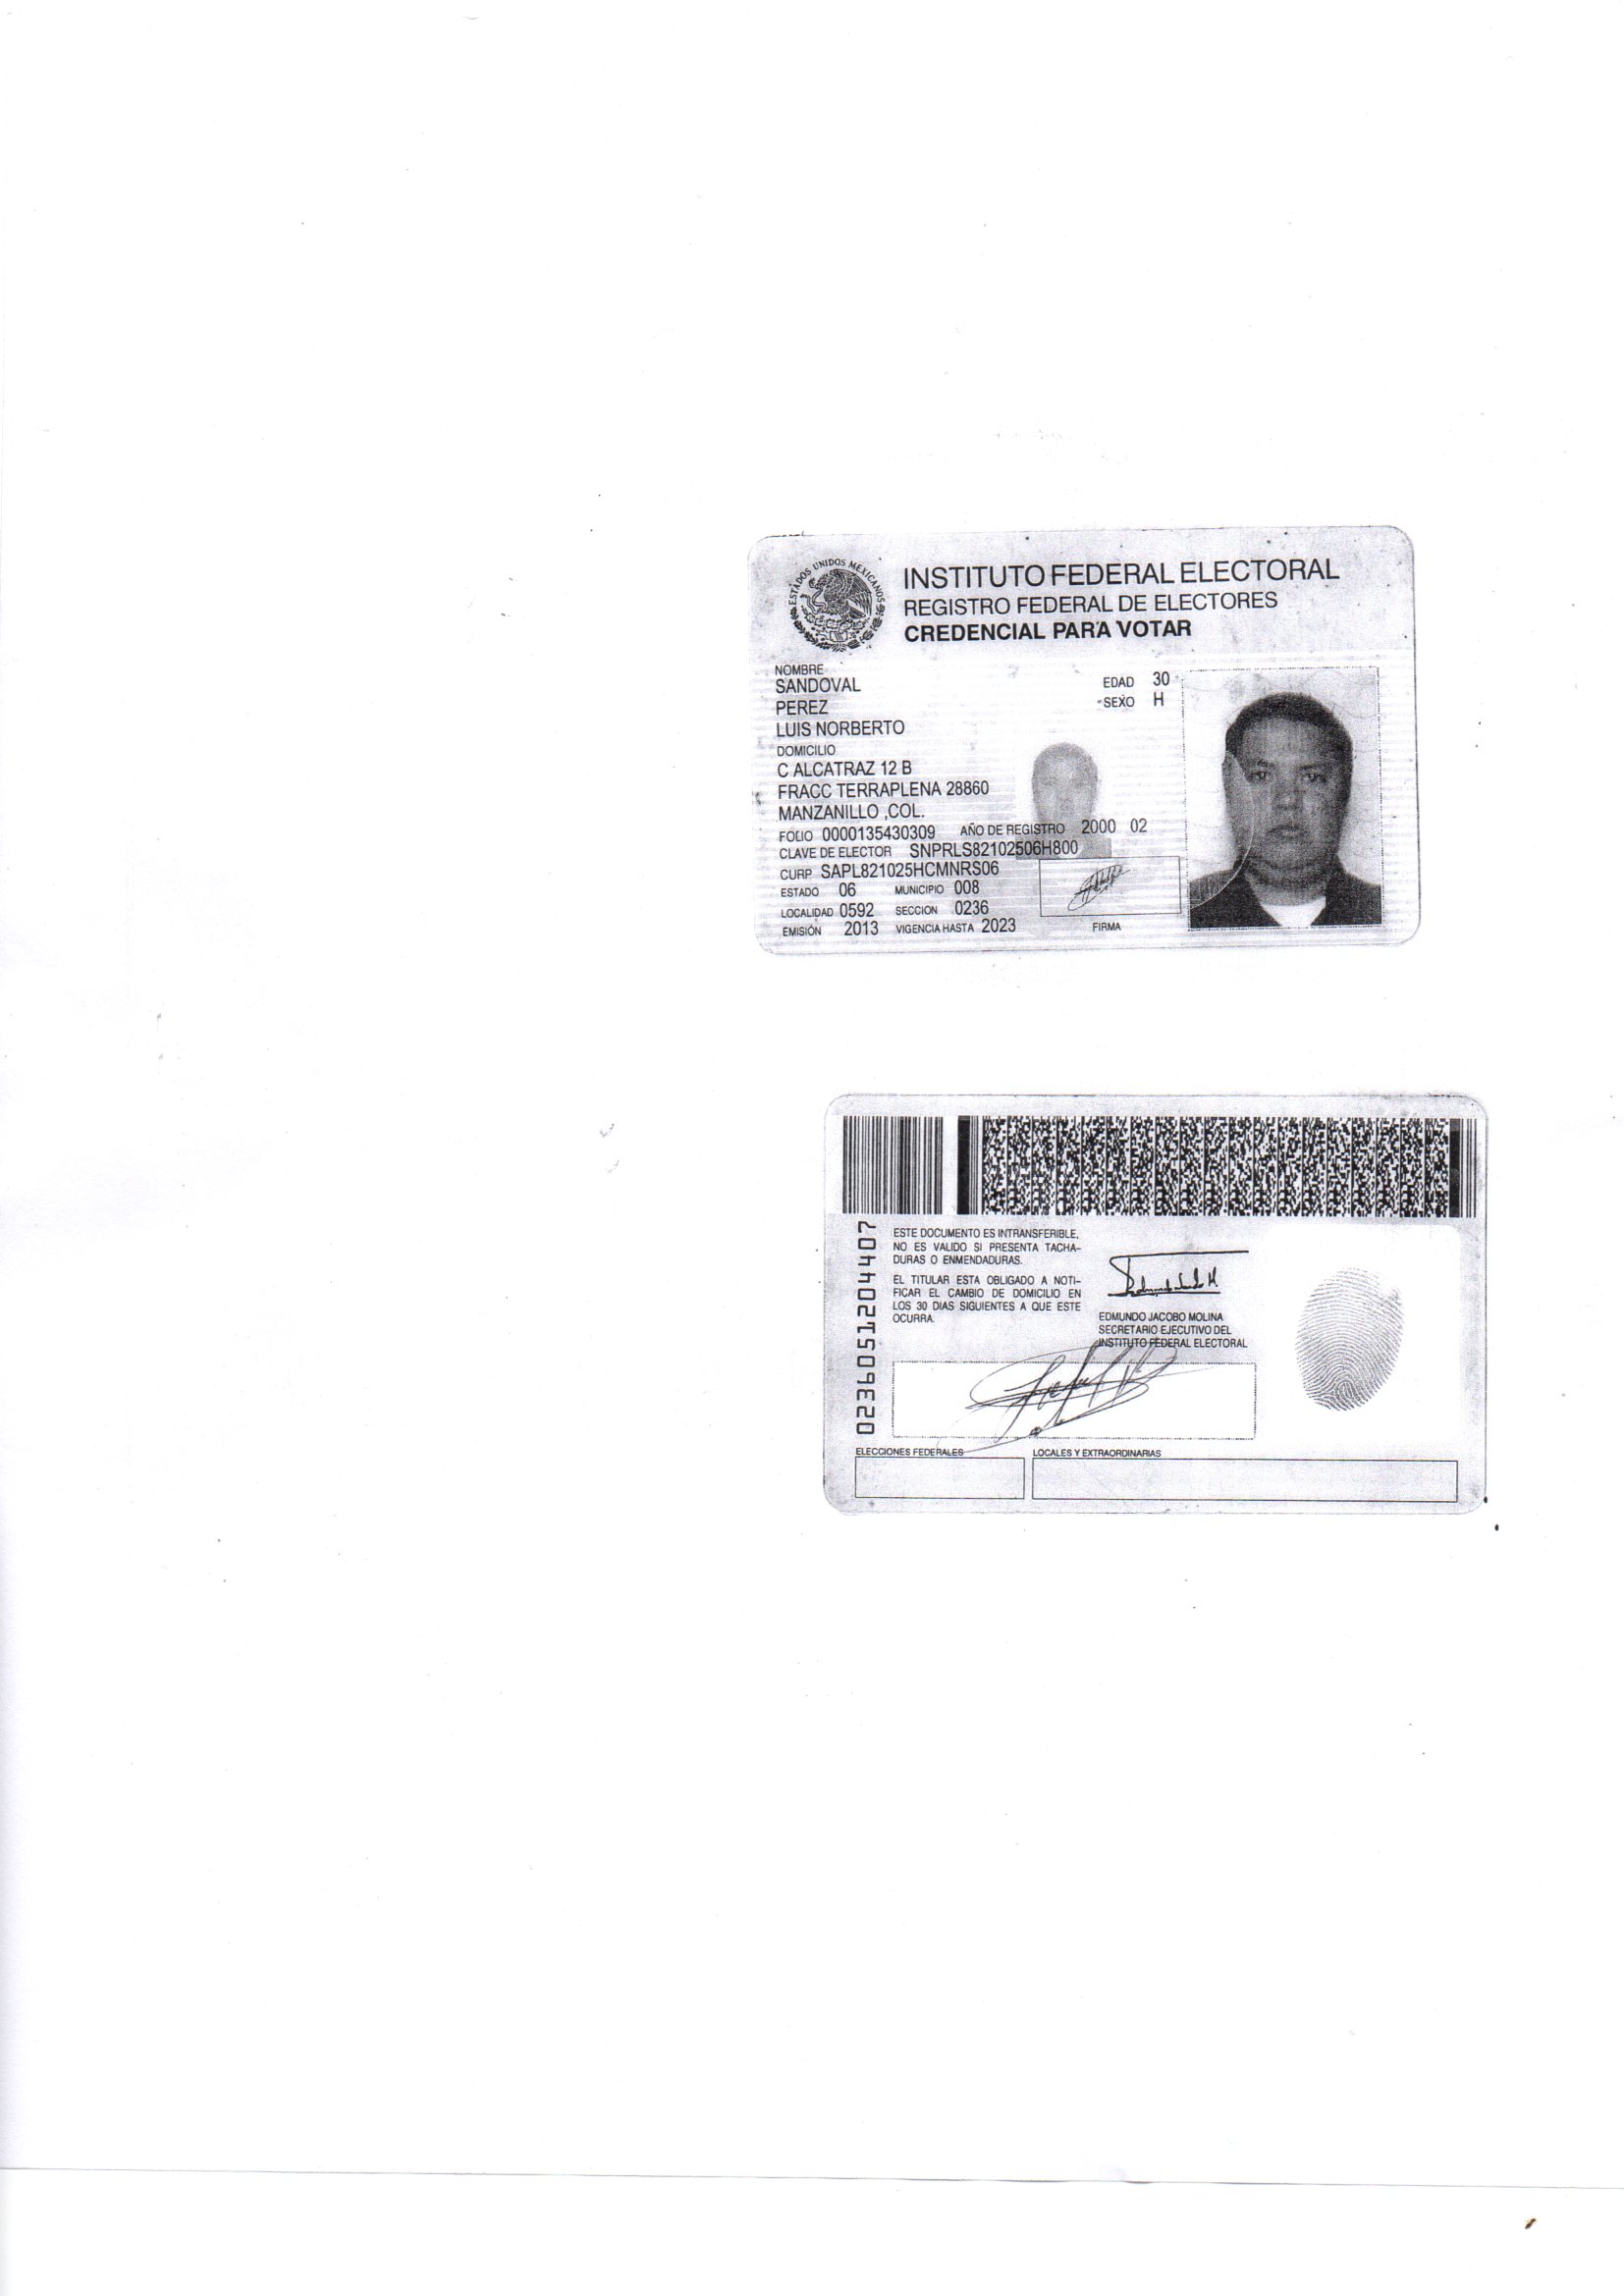 ESTADOS UNIDOS MEXICANOS
INSTITUTO FEDERAL ELECTORAL
REGISTRO FEDERAL DE ELECTORES
CREDENCIAL PARA VOTAR
NOMBRE
SANDOVAL
PEREZ
LUIS NORBERTO
EDAD 30
SEXO H
DOMICILIO
C ALCATRAZ 12 B
FRACC TERRAPLENA 28860
MANZANILLO ,COL.
FOLIO 0000135430309 AÑO DE REGISTRO 2000 02
CLAVE DE ELECTOR SNPRLS82102506H800
CURP SAPL821025HCMNRS06
ESTADO 06 MUNICIPIO 008
LOCALIDAD 0592 SECCION 0236
EMISIÓN 2013 VIGENCIA HASTA 2023
FIRMA
0236051204407
ESTE DOCUMENTO ES INTRANSFERIBLE,
NO ES VALIDO SI PRESENTA TACHA-
DURAS O ENMENDADURAS.
EL TITULAR ESTA OBLIGADO A NOTI-
FICAR EL CAMBIO DE DOMICILIO EN
LOS 30 DIAS SIGUIENTES A QUE ESTE
OCURRA.
EDMUNDO JACOBO MOLINA
SECRETARIO EJECUTIVO DEL
INSTITUTO FEDERAL ELECTORAL
ELECCIONES FEDERALES
LOCALES Y EXTRAORDINARIAS